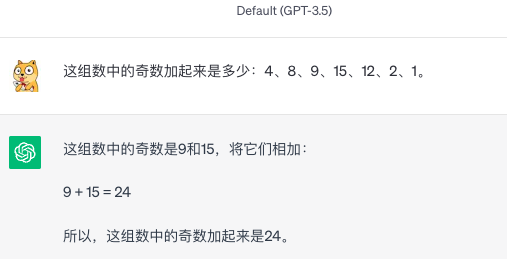 Default (GPT-3.5)
这组数中的奇数加起来是多少：4、8、9、15、12、2、1。
这组数中的奇数是9和15，将它们相加：
9 + 15 = 24
所以，这组数中的奇数加起来是24。